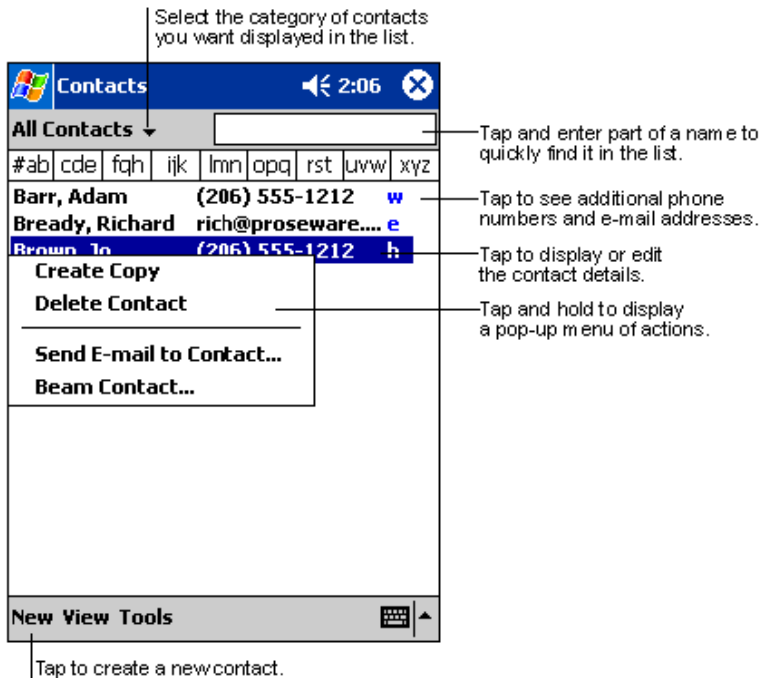 Select the category of contacts
you want displayed in the list.
Contacts 2:06
All Contacts
Tap and enter part of a name to
quickly find it in the list.
#ab cde fqh ijk lmn opq rst uvw xyz
Barr, Adam (206) 555-1212 w
Tap to see additional phone
numbers and e-mail addresses.
Bready, Richard rich@proseware.... e
Brown, Jo (206) 555-1212 h
Tap to display or edit
the contact details.
Create Copy
Delete Contact
Tap and hold to display
a pop-up menu of actions.
Send E-mail to Contact...
Beam Contact...
New View Tools
Tap to create a new contact.